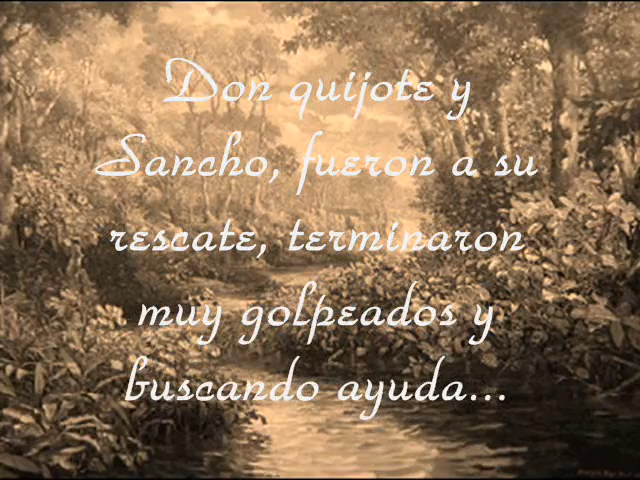 Don quijote y
Sancho, fueron a su
rescate, terminaron
muy golpeados y
buscando ayuda...